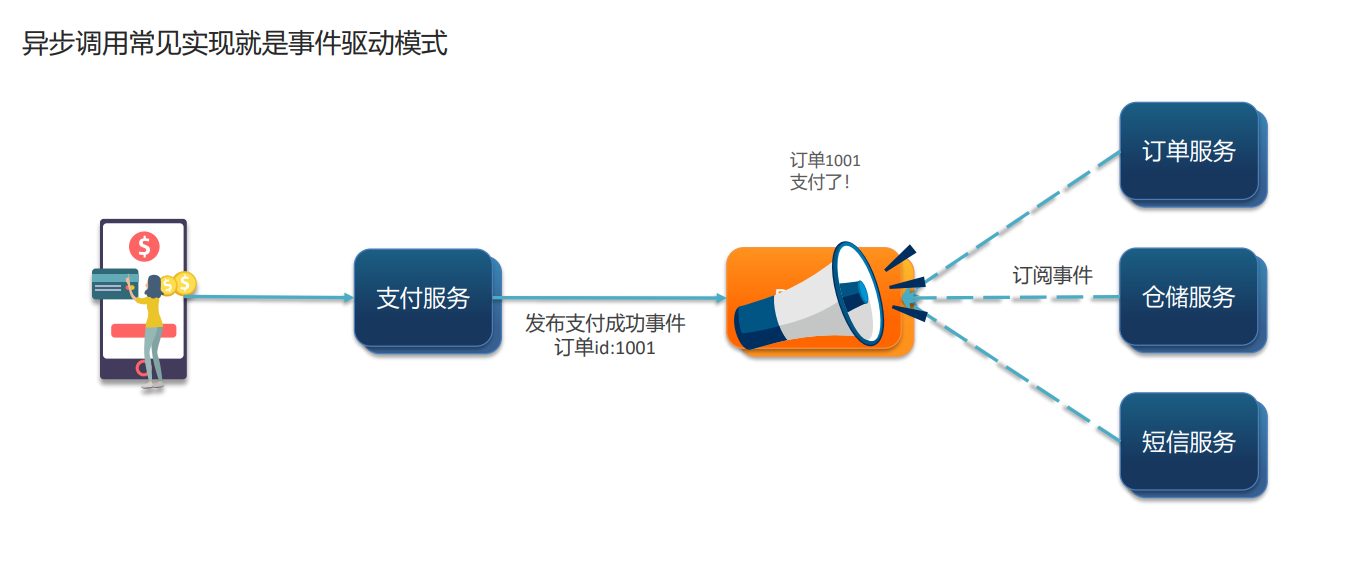 异步调用常见实现就是事件驱动模式
订单1001
支付了！
订单服务
订阅事件
支付服务
仓储服务
发布支付成功事件
订单id:1001
短信服务